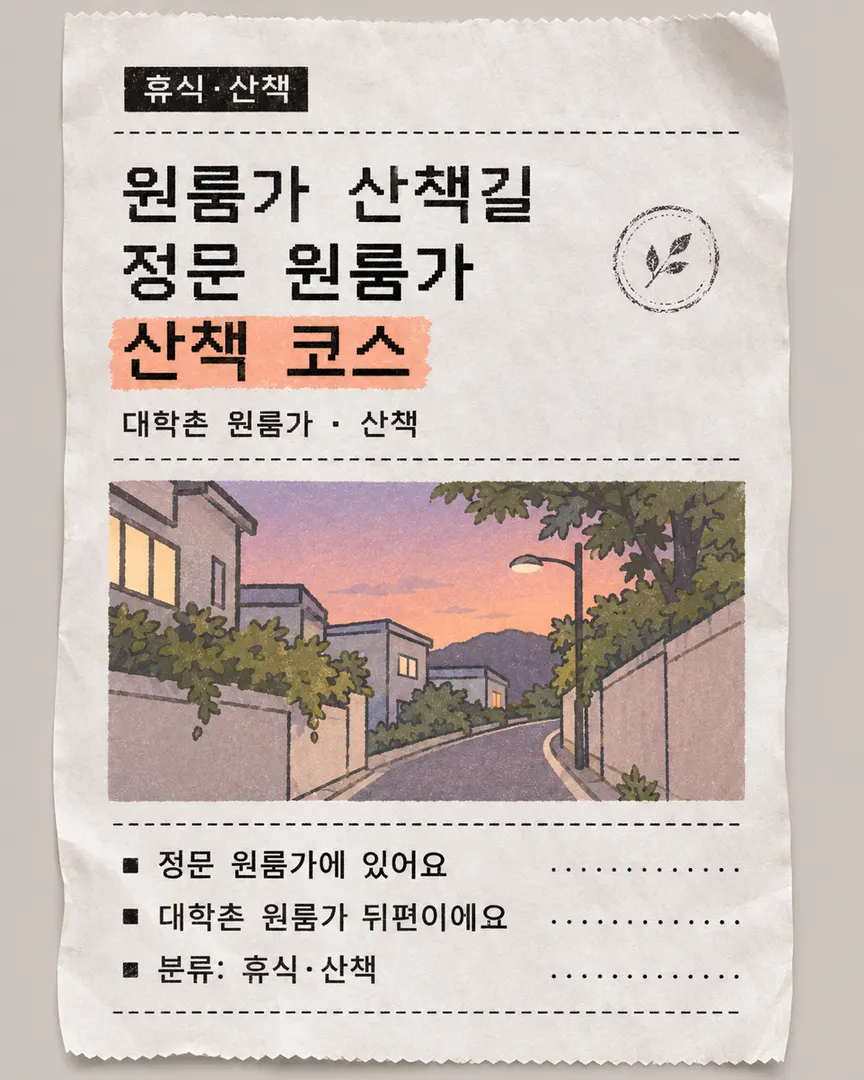 휴식·산책
원룸가 산책길
정문 원룸가
산책 코스
대학촌 원룸가 · 산책
■ 정문 원룸가에 있어요 .............
■ 대학촌 원룸가 뒤편이에요 .............
■ 분류: 휴식·산책 .............